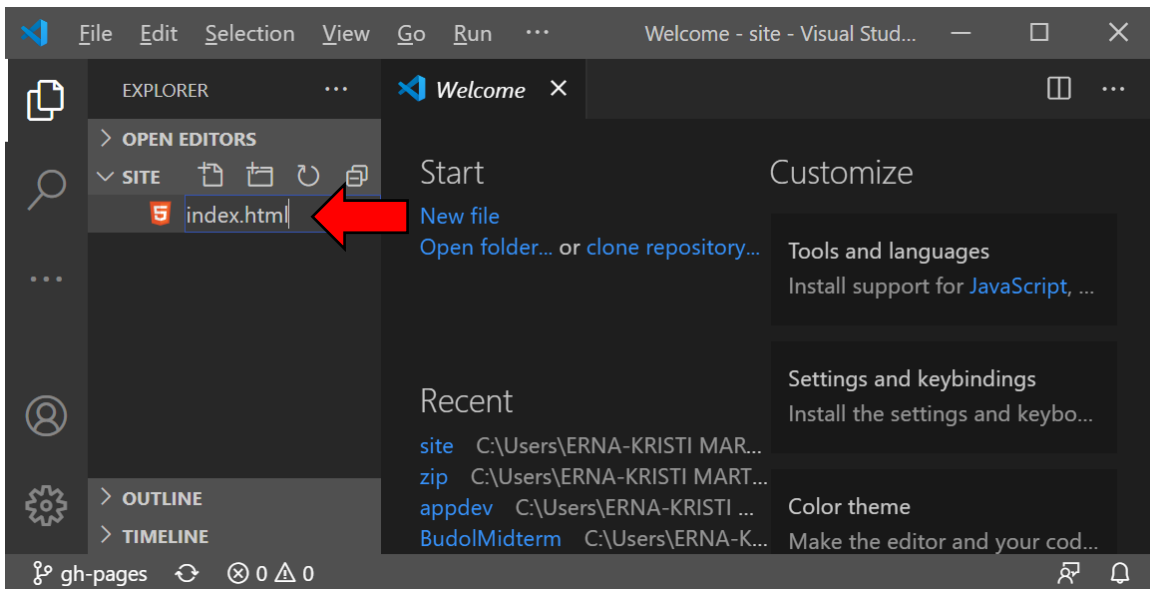 File Edit Selection View Go Run ··· Welcome - site - Visual Stud...
EXPLORER ···
Welcome
OPEN EDITORS
SITE
index.html
OUTLINE
TIMELINE
Start
New file
Open folder... or clone repository...
Recent
site C:\Users\ERNA-KRISTI MAR...
zip C:\Users\ERNA-KRISTI MART...
appdev C:\Users\ERNA-KRISTI ...
BudolMidterm C:\Users\ERNA-K...
Customize
Tools and languages
Install support for JavaScript, ...
Settings and keybindings
Install the settings and keybo...
Color theme
Make the editor and your cod...
gh-pages 0 0